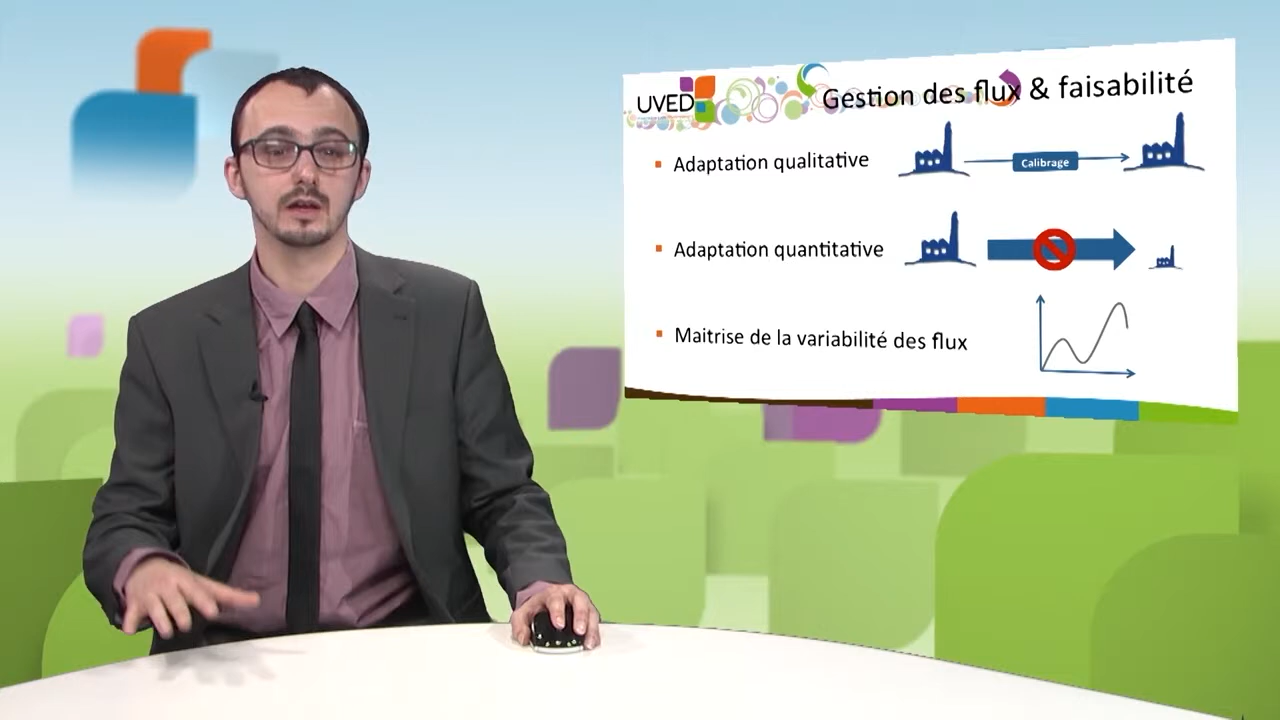 UVED
Gestion des flux & faisabilité
Adaptation qualitative
Calibrage
Adaptation quantitative
Maitrise de la variabilité des flux